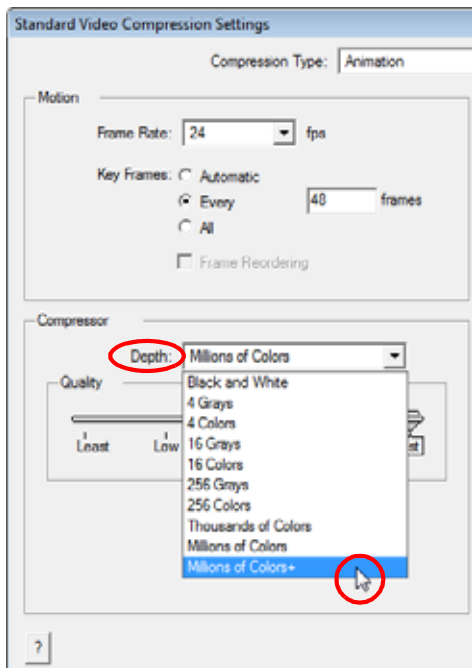 Standard Video Compression Settings
Compression Type: Animation
Motion
Frame Rate: 24 fps
Key Frames: Automatic
Every 48 frames
All
Frame Reordering
Compressor
Depth: Millions of Colors
Quality
Black and White
4 Grays
4 Colors
Least Low 16 Grays
16 Colors
256 Grays
256 Colors
Thousands of Colors
Millions of Colors
Millions of Colors+
?